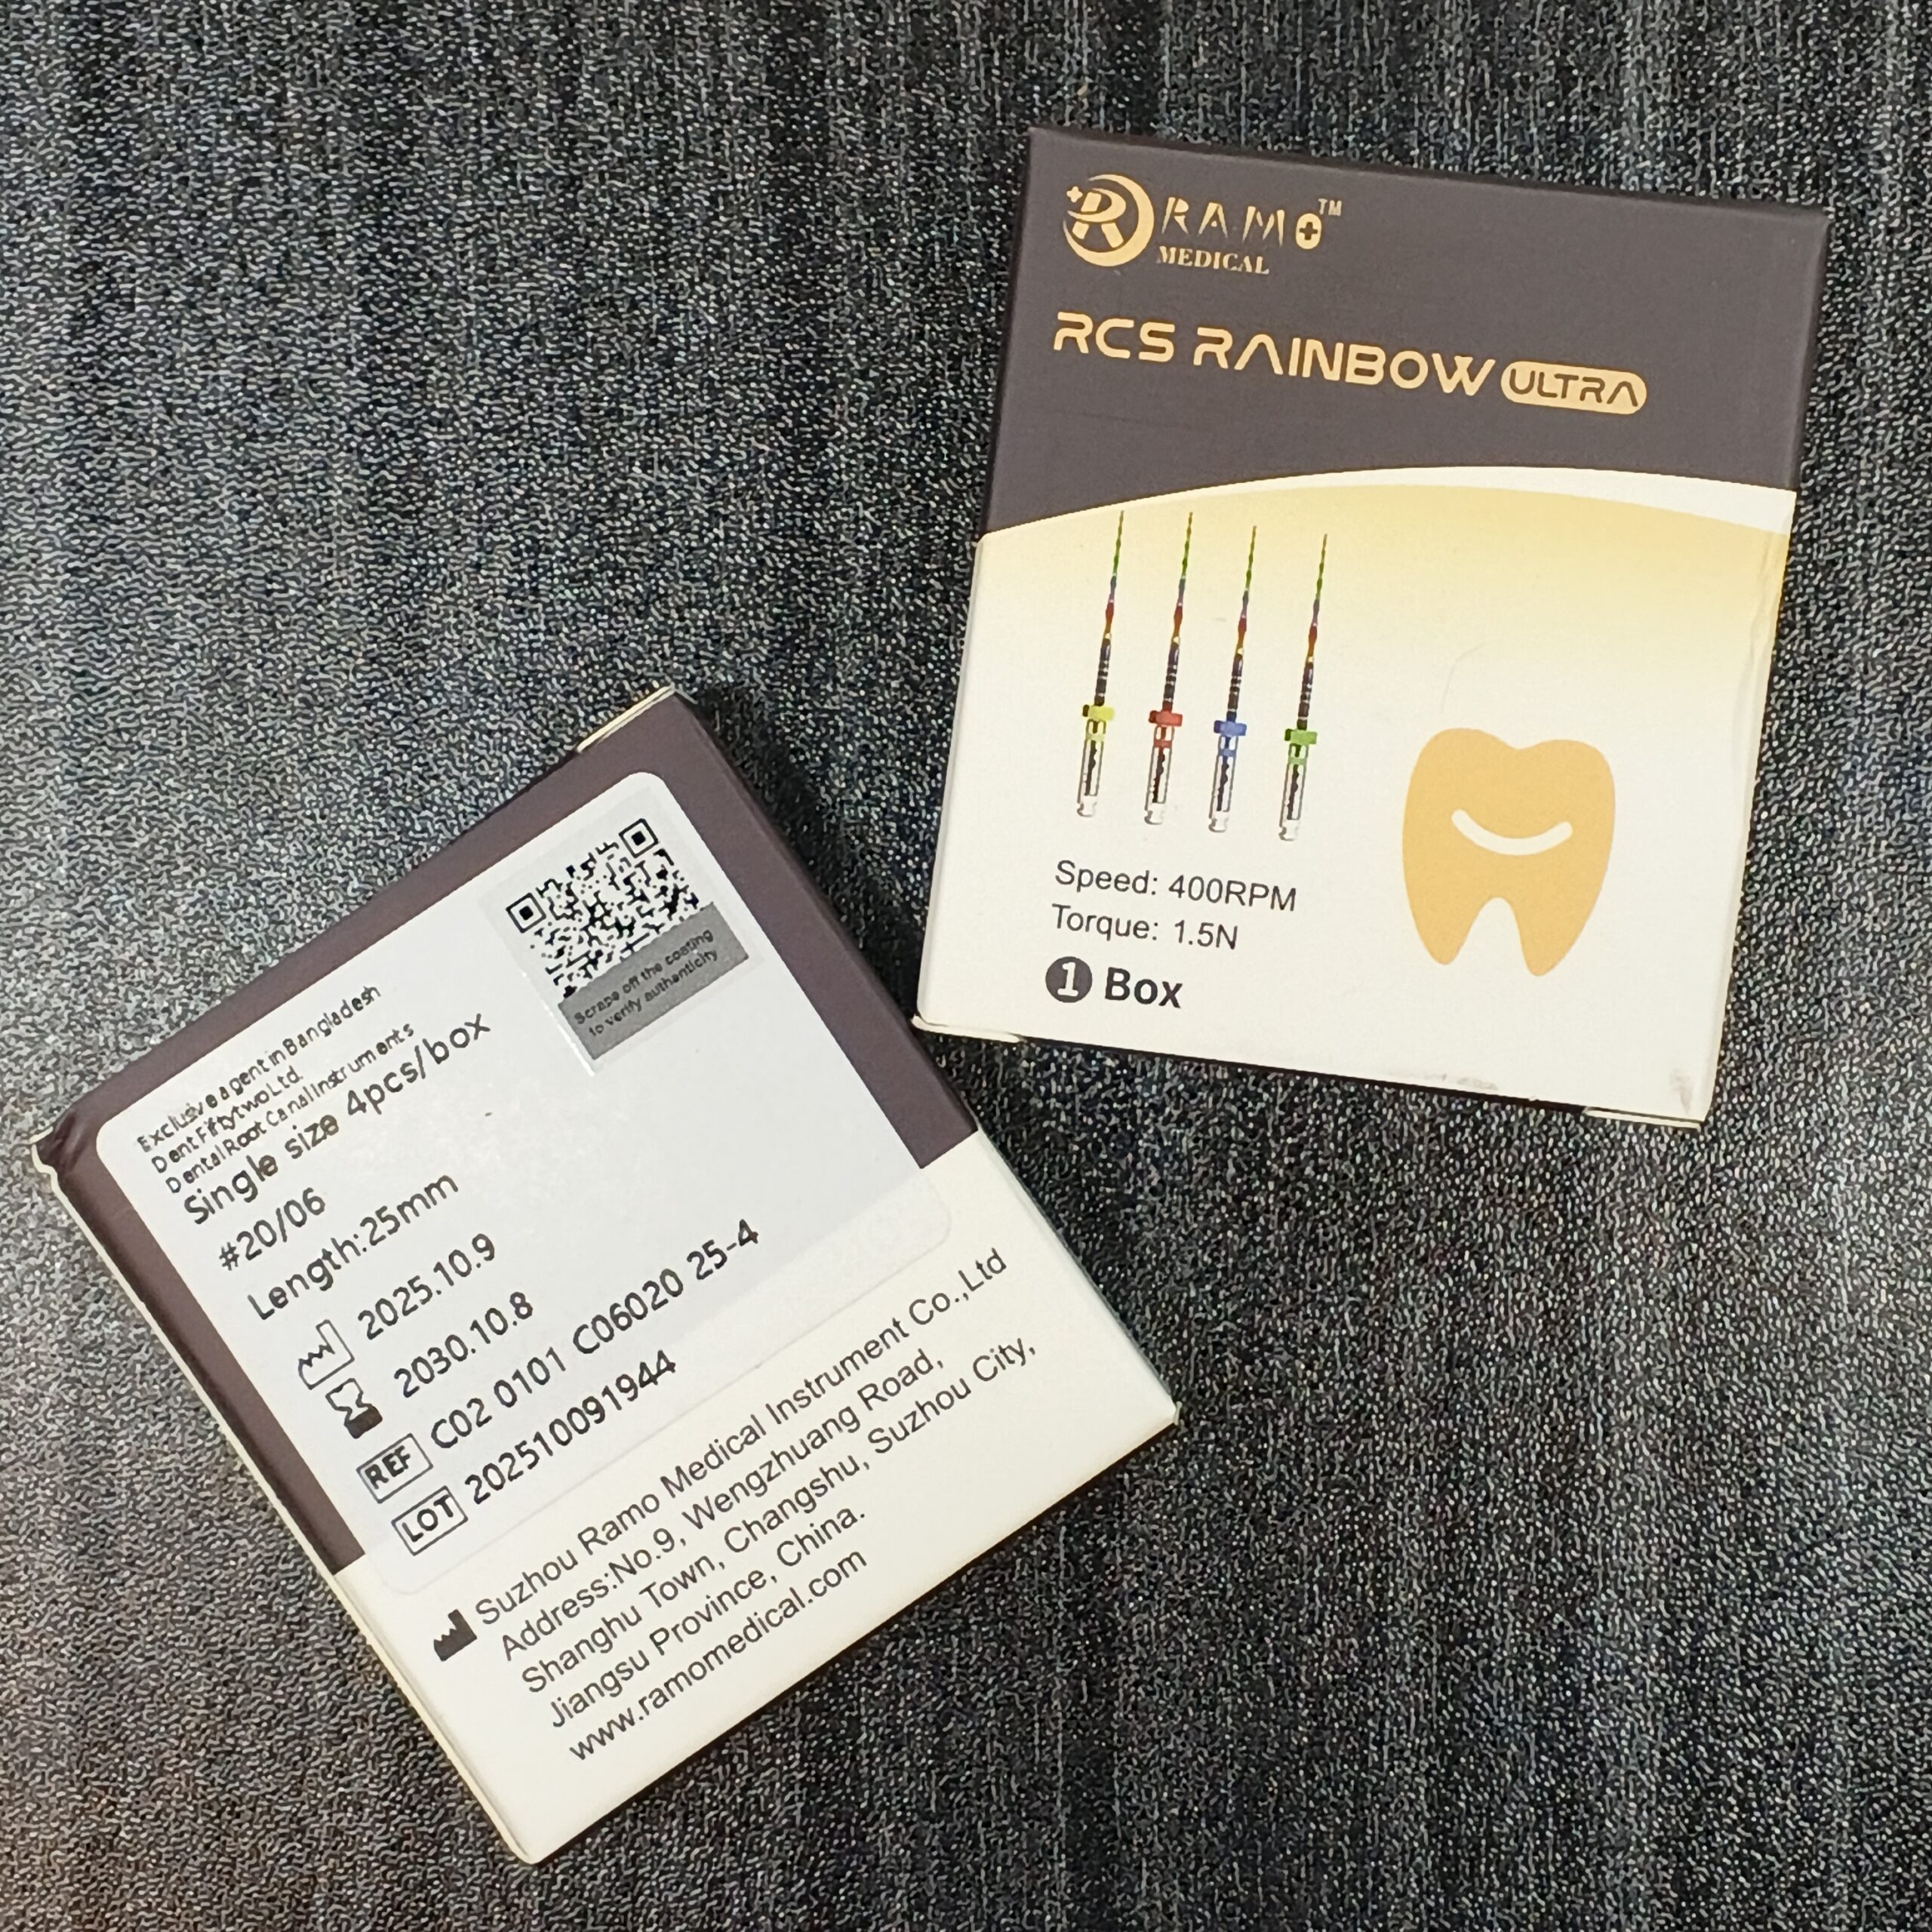 RAMO™
MEDICAL
RCS RAINBOW ULTRA
Speed: 400RPM
Torque: 1.5N
1 Box
Scrape off the coating
to verify authenticity
Exclusive agent in Bangladesh
Dent Fiftytwo Ltd.
Dental Root Canal Instruments
Single size 4pcs/box
#20/06
Length:25mm
2025.10.9
2030.10.8
REF C02 0101 C06020 25-4
LOT 202510091944
Suzhou Ramo Medical Instrument Co.,Ltd
Address:No.9, Wengzhuang Road,
Shanghu Town, Changshu, Suzhou City,
Jiangsu Province, China.
www.ramomedical.com